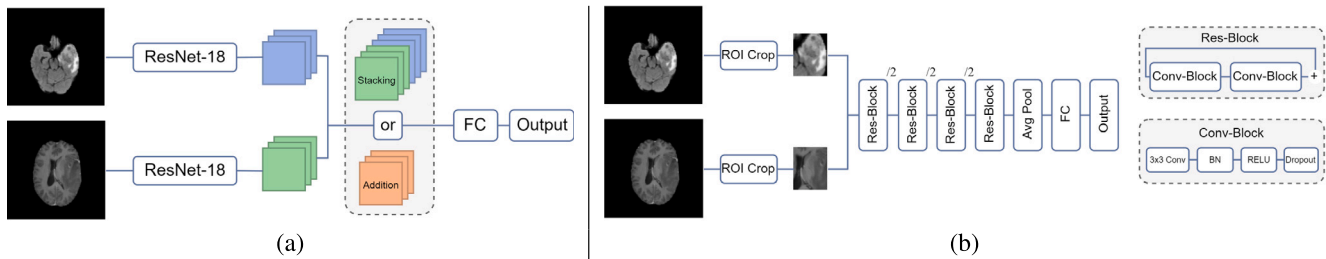 ResNet-18
Stacking
or
FC
Output
ResNet-18
Addition
(a)
ROI Crop
ROI Crop
Res-Block
/2
Res-Block
/2
Res-Block
/2
Res-Block
Avg Pool
FC
Output
Res-Block
Conv-Block
Conv-Block
+
Conv-Block
3x3 Conv
BN
RELU
Dropout
(b)